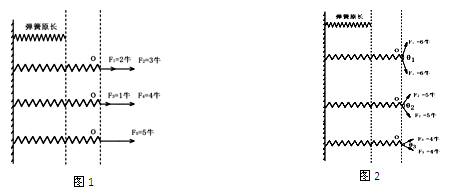 弹簧原长
O F₁=2牛 F₂=3牛
O F₃=1牛 F₄=4牛
O F₅=5牛
图1
弹簧原长
O F₁=6牛
θ₁
F₂=6牛
O F₃=5牛
θ₂
F₄=5牛
O =4牛
θ₃
=4牛
图2